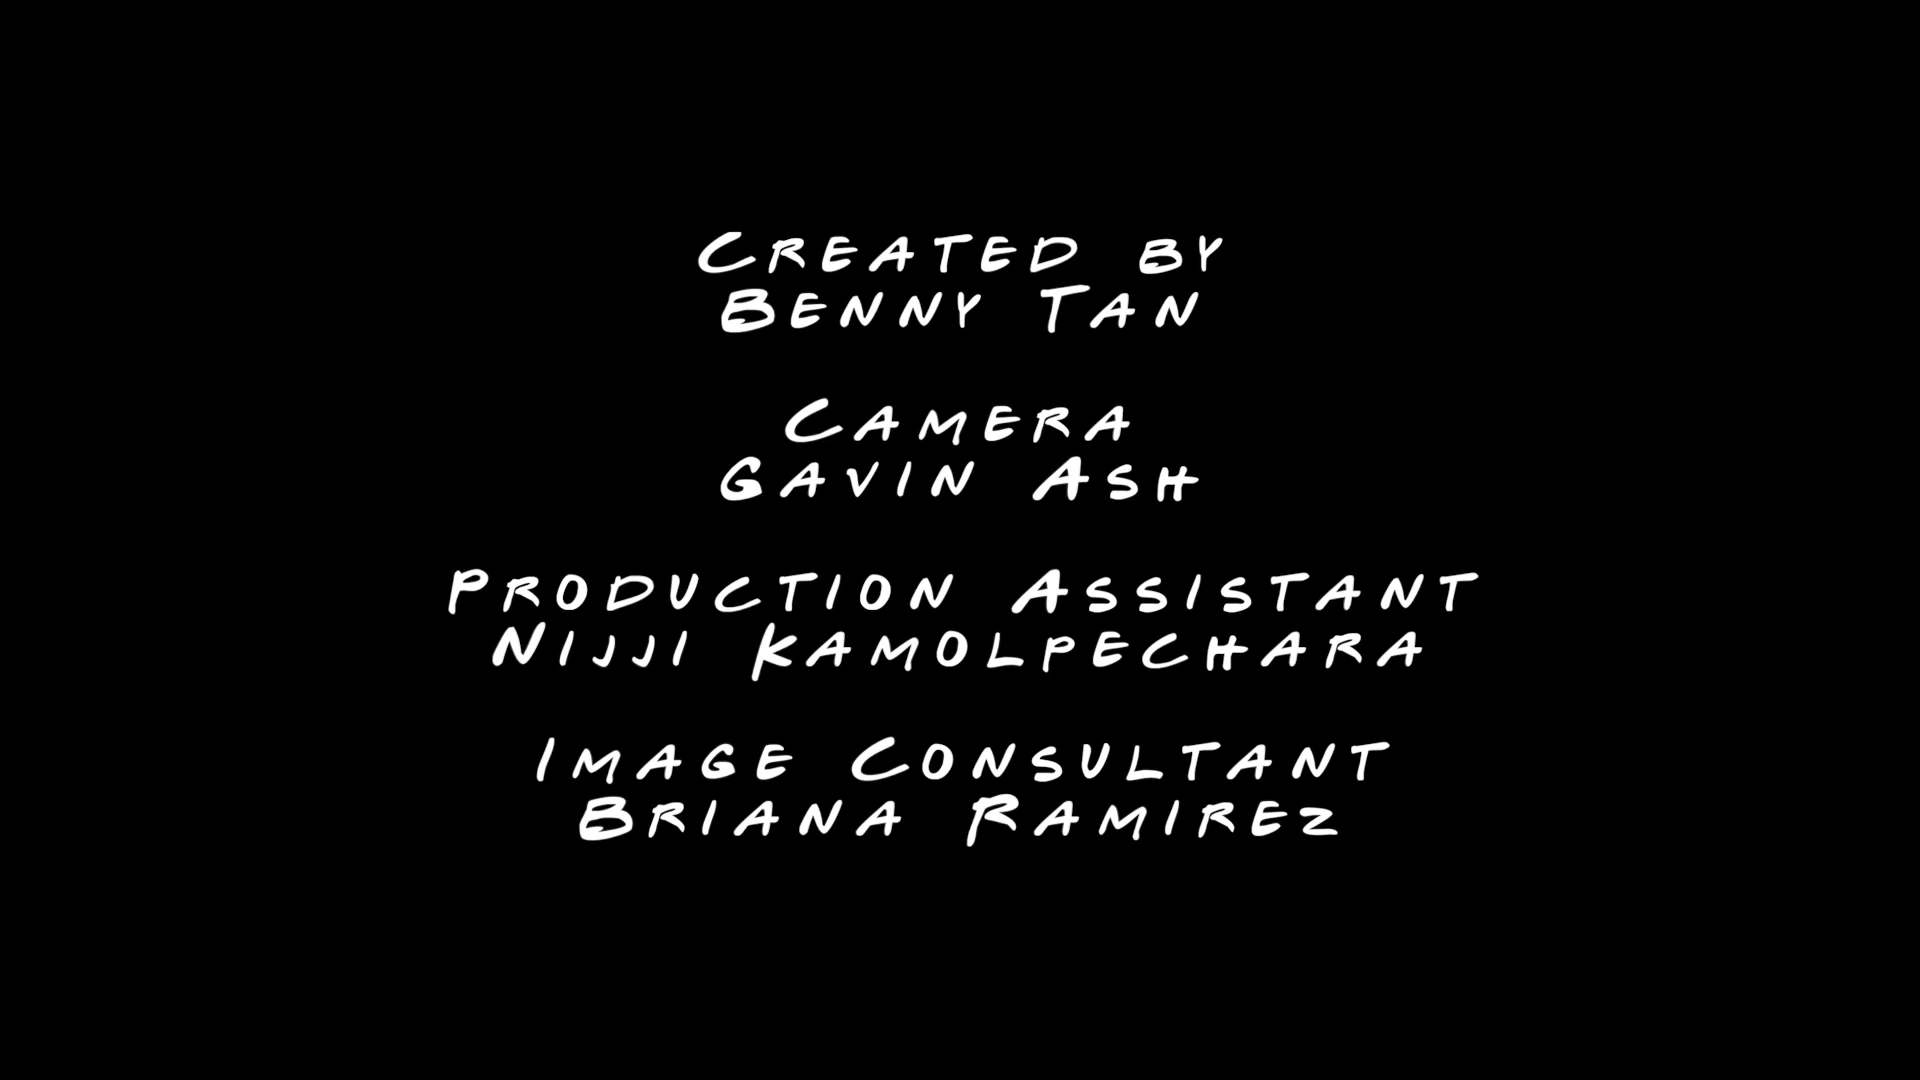 Created by
Benny Tan
Camera
Gavin Ash
Production Assistant
Nijji Kamolpechara
Image Consultant
Briana Ramirez